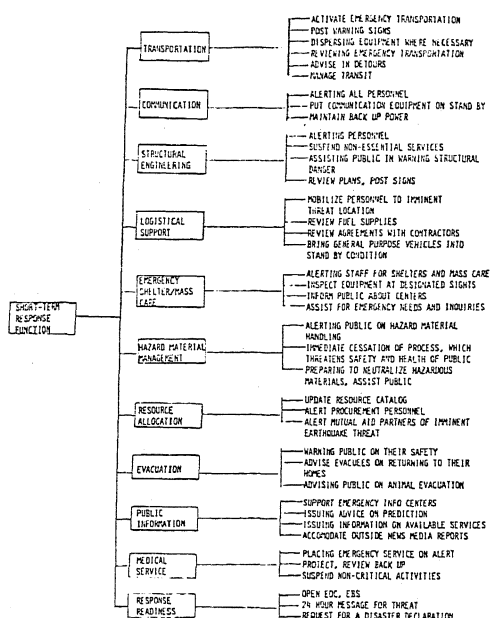 TRANSPORTATION
ACTIVATE EMERGENCY TRANSPORTATION
POST WARNING SIGNS
DISPERSING EQUIPMENT WHERE NECESSARY
REVIEWING EMERGENCY TRANSPORTATION
ADVISE IN DETOURS
MANAGE TRANSIT
COMMUNICATION
ALERTING ALL PERSONNEL
PUT COMMUNICATION EQUIPMENT ON STAND BY
MAINTAIN BACK UP POWER
STRUCTURAL
ENGINEERING
ALERTING PERSONNEL
SUSPEND NON-ESSENTIAL SERVICES
ASSISTING PUBLIC IN WARNING STRUCTURAL
DANGER
REVIEW PLANS, POST SIGNS
LOGISTICAL
SUPPORT
MOBILIZE PERSONNEL TO IMMINENT
THREAT LOCATION
REVIEW FUEL SUPPLIES
REVIEW AGREEMENTS WITH CONTRACTORS
BRING GENERAL PURPOSE VEHICLES INTO
STAND BY CONDITION
EMERGENCY
SHELTER/MASS
CARE
ALERTING STAFF FOR SHELTERS AND MASS CARE
INSPECT EQUIPMENT AT DESIGNATED SIGHTS
INFORM PUBLIC ABOUT CENTERS
ASSIST FOR EMERGENCY NEEDS AND INQUIRIES
SHORT-TERM
RESPONSE
FUNCTION
HAZARD MATERIAL
MANAGEMENT
ALERTING PUBLIC ON HAZARD MATERIAL
HANDLING
IMMEDIATE CESSATION OF PROCESS, WHICH
THREATENS SAFETY AND HEALTH OF PUBLIC
PREPARING TO NEUTRALIZE HAZARDOUS
MATERIALS, ASSIST PUBLIC
RESOURCE
ALLOCATION
UPDATE RESOURCE CATALOG
ALERT PROCUREMENT PERSONNEL
ALERT MUTUAL AID PARTNERS OF IMMINENT
EARTHQUAKE THREAT
EVACUATION
WARNING PUBLIC ON THEIR SAFETY
ADVISE EVACUEES ON RETURNING TO THEIR
HOMES
ADVISING PUBLIC ON ANIMAL EVACUATION
PUBLIC
INFORMATION
SUPPORT EMERGENCY INFO CENTERS
ISSUING ADVICE ON PREDICTION
ISSUING INFORMATION ON AVAILABLE SERVICES
ACCOMODATE OUTSIDE NEWS MEDIA REPORTS
MEDICAL
SERVICE
PLACING EMERGENCY SERVICE ON ALERT
PROJECT, REVIEW BACK UP
SUSPEND NON-CRITICAL ACTIVITIES
RESPONSE
READINESS
OPEN EOC, EBS
24 HOUR MESSAGE FOR THREAT
REQUEST FOR A DISASTER DECLARATION